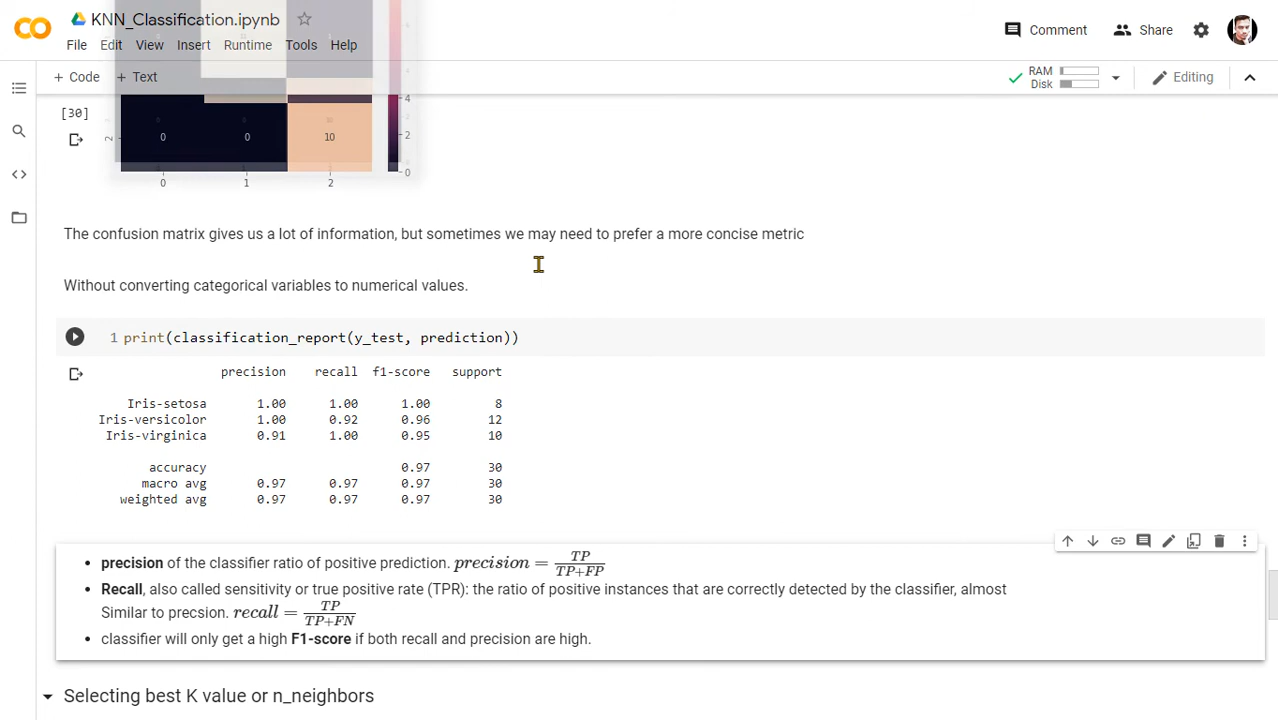 KNN_Classification.ipynb
Comment
Share
File Edit View Insert Runtime Help
+ Code + Text
RAM
Disk
Editing
[30]
4
2
0
2
0 0 10
0 1 2
The confusion matrix gives us a lot of information, but sometimes we may need to prefer a more concise metric
Without converting categorical variables to numerical values.
1 print(classification_report(y_test, prediction))
precision recall f1-score support
Iris-setosa 1.00 1.00 1.00 8
Iris-versicolor 1.00 0.92 0.96 12
Iris-virginica 0.91 1.00 0.95 10
accuracy 0.97 30
macro avg 0.97 0.97 0.97 30
weighted avg 0.97 0.97 0.97 30
• precision of the classifier ratio of positive prediction. precision = TP / TP+FP
• Recall, also called sensitivity or true positive rate (TPR): the ratio of positive instances that are correctly detected by the classifier, almost
Similar to precsion. recall = TP / TP+FN
• classifier will only get a high F1-score if both recall and precision are high.
Selecting best K value or n_neighbors